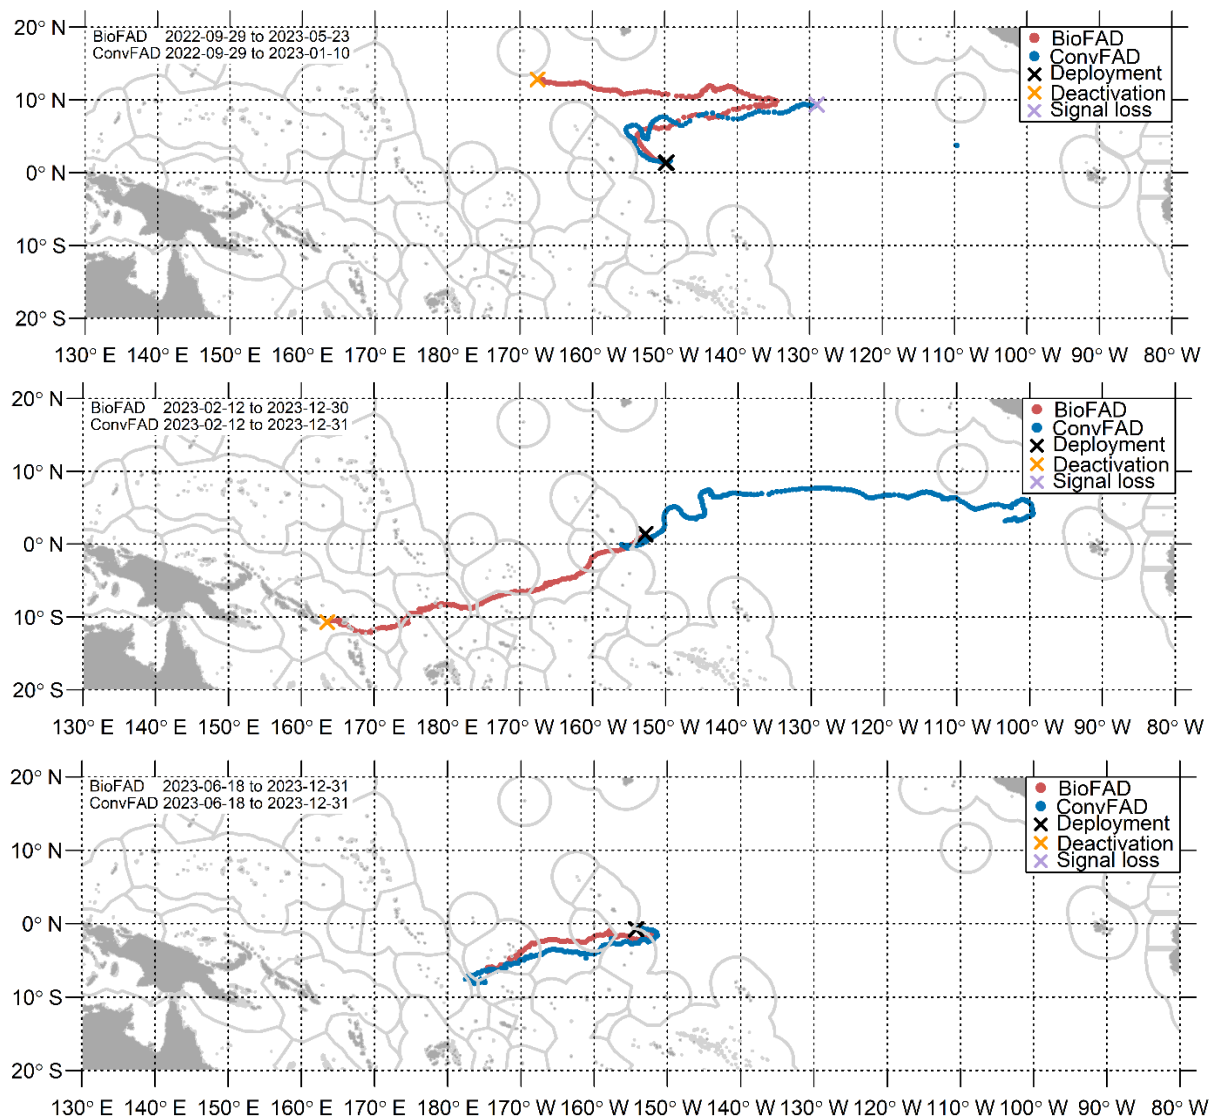 20° N
BioFAD 2022-09-29 to 2023-05-23
ConvFAD 2022-09-29 to 2023-01-10
BioFAD
ConvFAD
Deployment
Deactivation
Signal loss
10° N
0° N
10° S
20° S
130° E 140° E 150° E 160° E 170° E 180° E 170° W 160° W 150° W 140° W 130° W 120° W 110° W 100° W 90° W 80° W
20° N
BioFAD 2023-02-12 to 2023-12-30
ConvFAD 2023-02-12 to 2023-12-31
BioFAD
ConvFAD
Deployment
Deactivation
Signal loss
10° N
0° N
10° S
20° S
130° E 140° E 150° E 160° E 170° E 180° E 170° W 160° W 150° W 140° W 130° W 120° W 110° W 100° W 90° W 80° W
20° N
BioFAD 2023-06-18 to 2023-12-31
ConvFAD 2023-06-18 to 2023-12-31
BioFAD
ConvFAD
Deployment
Deactivation
Signal loss
10° N
0° N
10° S
20° S
130° E 140° E 150° E 160° E 170° E 180° E 170° W 160° W 150° W 140° W 130° W 120° W 110° W 100° W 90° W 80° W